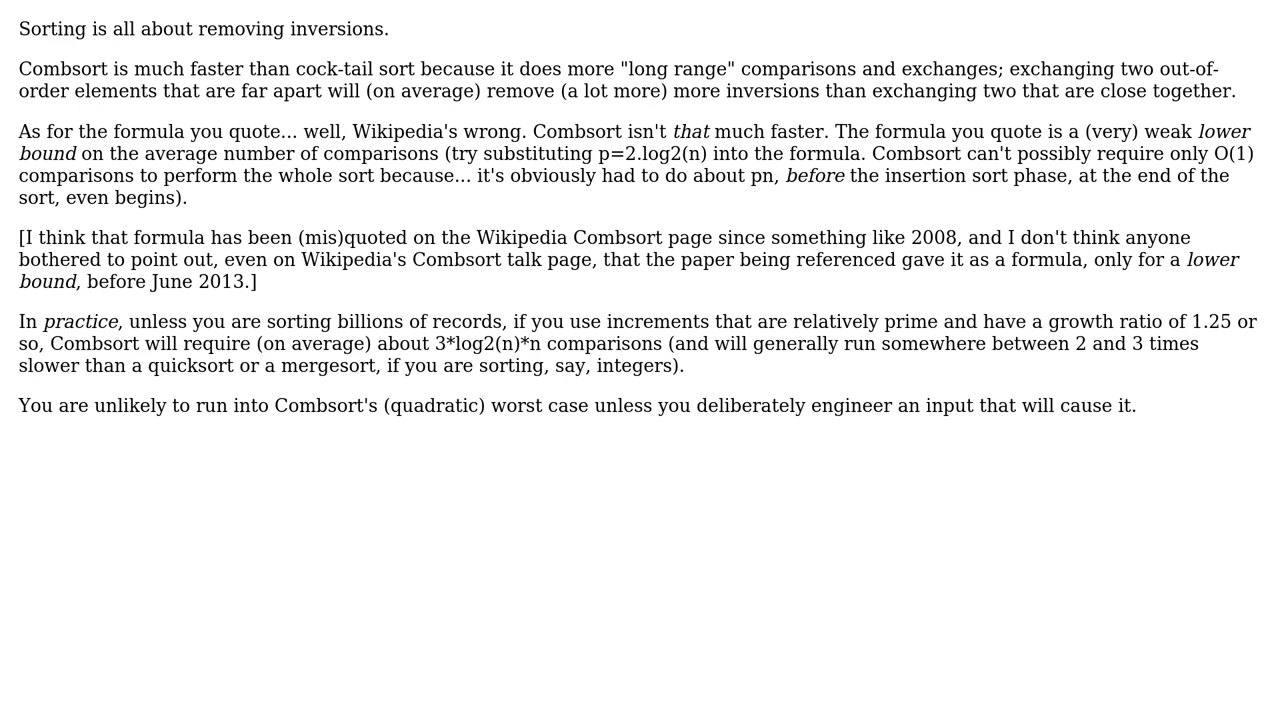 Sorting is all about removing inversions.
Combsort is much faster than cock-tail sort because it does more "long range" comparisons and exchanges; exchanging two out-of-
order elements that are far apart will (on average) remove (a lot more) more inversions than exchanging two that are close together.
As for the formula you quote... well, Wikipedia's wrong. Combsort isn't that much faster. The formula you quote is a (very) weak lower
bound on the average number of comparisons (try substituting p=2.log2(n) into the formula. Combsort can't possibly require only O(1)
comparisons to perform the whole sort because... it's obviously had to do about pn, before the insertion sort phase, at the end of the
sort, even begins).
[I think that formula has been (mis)quoted on the Wikipedia Combsort page since something like 2008, and I don't think anyone
bothered to point out, even on Wikipedia's Combsort talk page, that the paper being referenced gave it as a formula, only for a lower
bound, before June 2013.]
In practice, unless you are sorting billions of records, if you use increments that are relatively prime and have a growth ratio of 1.25 or
so, Combsort will require (on average) about 3*log2(n)*n comparisons (and will generally run somewhere between 2 and 3 times
slower than a quicksort or a mergesort, if you are sorting, say, integers).
You are unlikely to run into Combsort's (quadratic) worst case unless you deliberately engineer an input that will cause it.